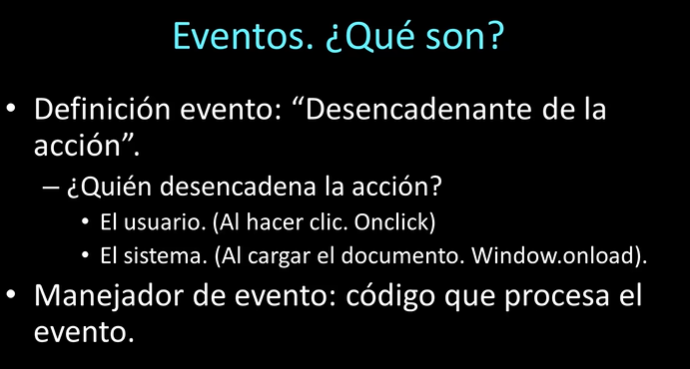 Eventos. ¿Qué son?
• Definición evento: “Desencadenante de la
acción”.
– ¿Quién desencadena la acción?
• El usuario. (Al hacer clic. Onclick)
• El sistema. (Al cargar el documento. Window.onload).
• Manejador de evento: código que procesa el
evento.